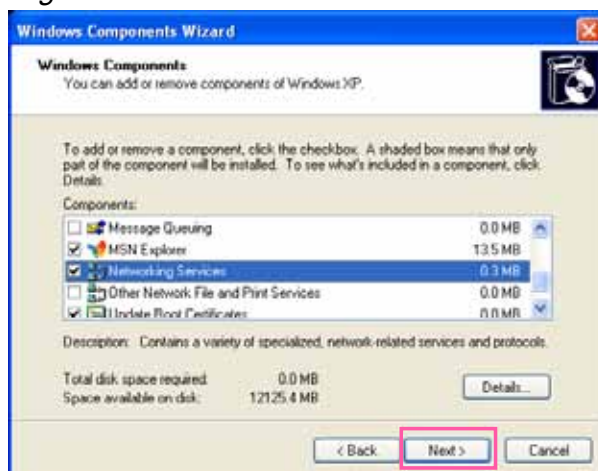 Windows Components Wizard
Windows Components
You can add or remove components of Windows XP.
To add or remove a component, click the checkbox. A shaded box means that only
part of the component will be installed. To see what's included in a component, click
Details.
Components:
Message Queuing 0.0 MB
MSN Explorer 13.5 MB
Networking Services 0.3 MB
Other Network File and Print Services 0.0 MB
Update Root Certificates 0.0 MB
Description: Contains a variety of specialized, network-related services and protocols.
Total disk space required: 0.0 MB
Space available on disk: 12125.4 MB
Details...
< Back Next > Cancel